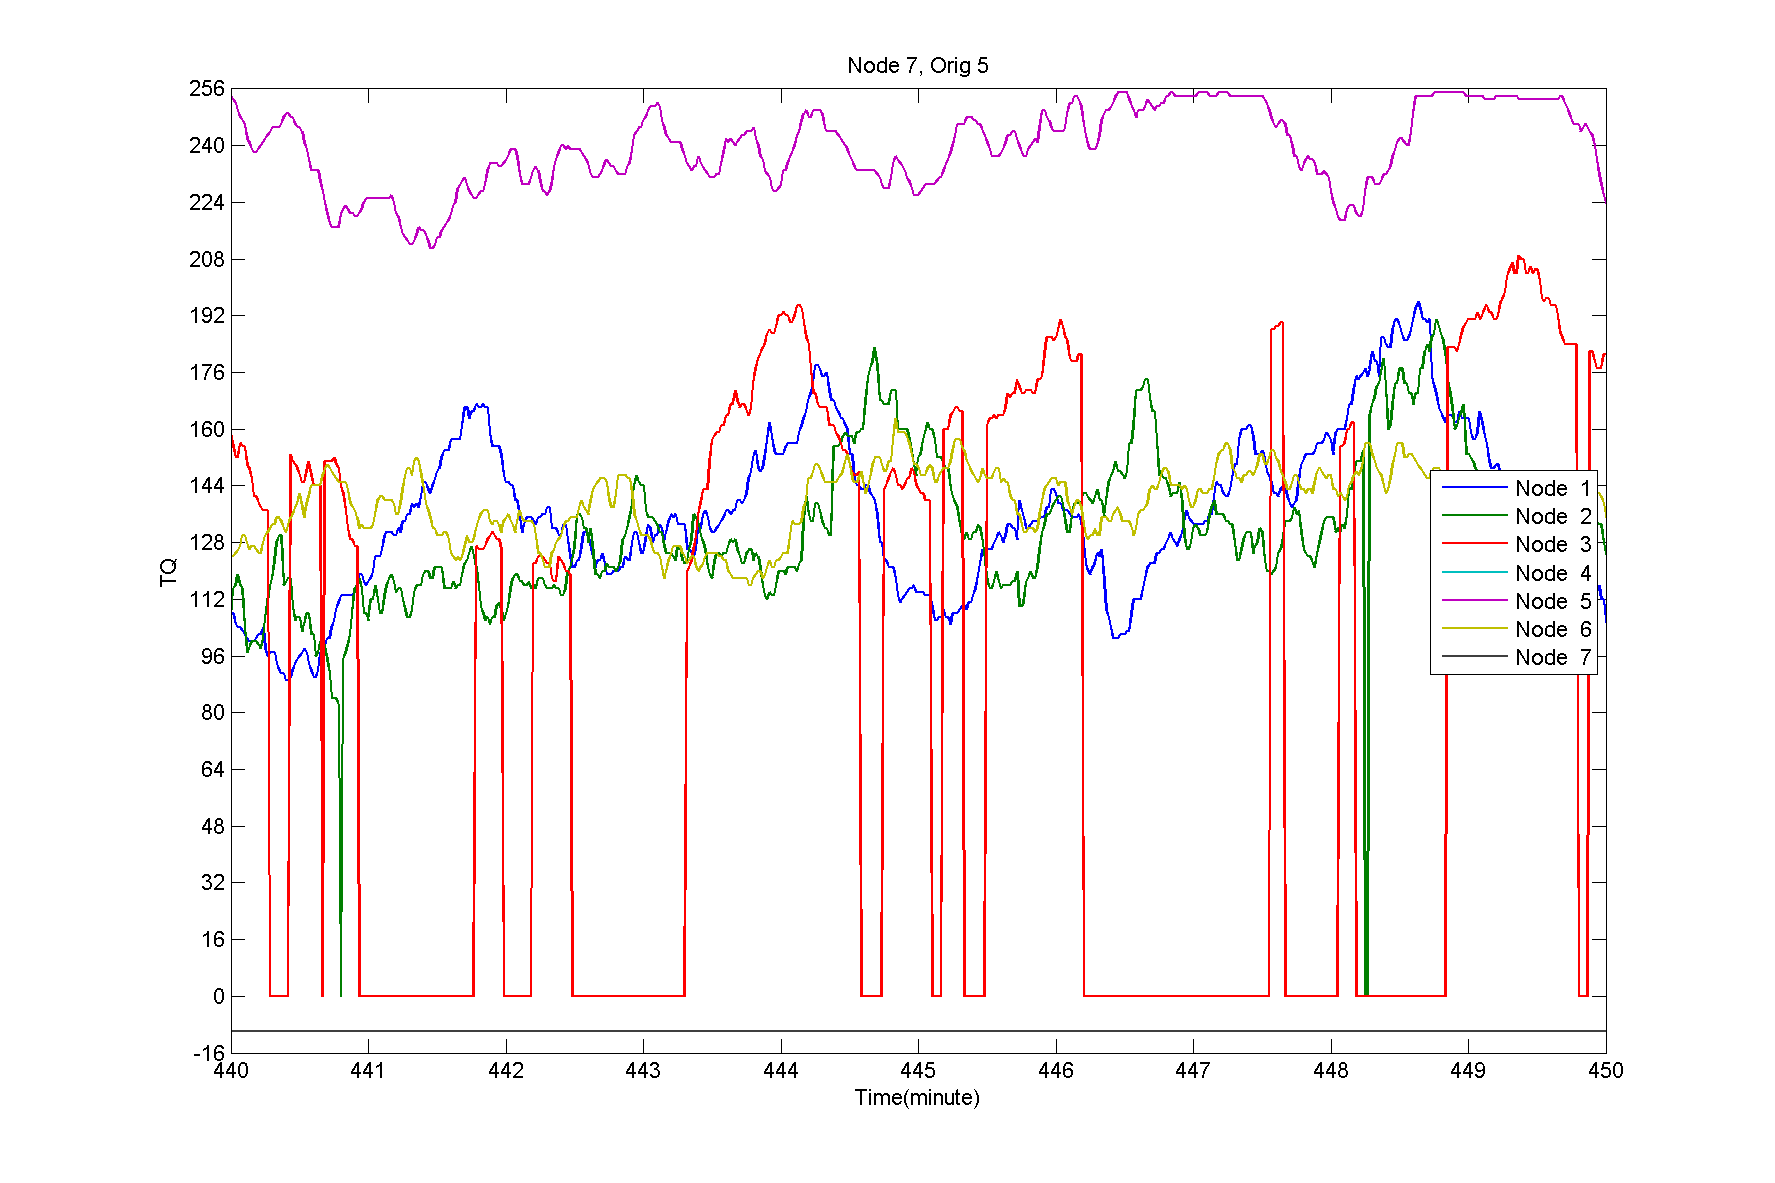 Node 7, Orig 5
256
240
224
208
192
176
160
144
128
112
96
80
64
48
32
16
0
-16
TQ
440 441 442 443 444 445 446 447 448 449 450
Time(minute)
Node 1
Node 2
Node 3
Node 4
Node 5
Node 6
Node 7